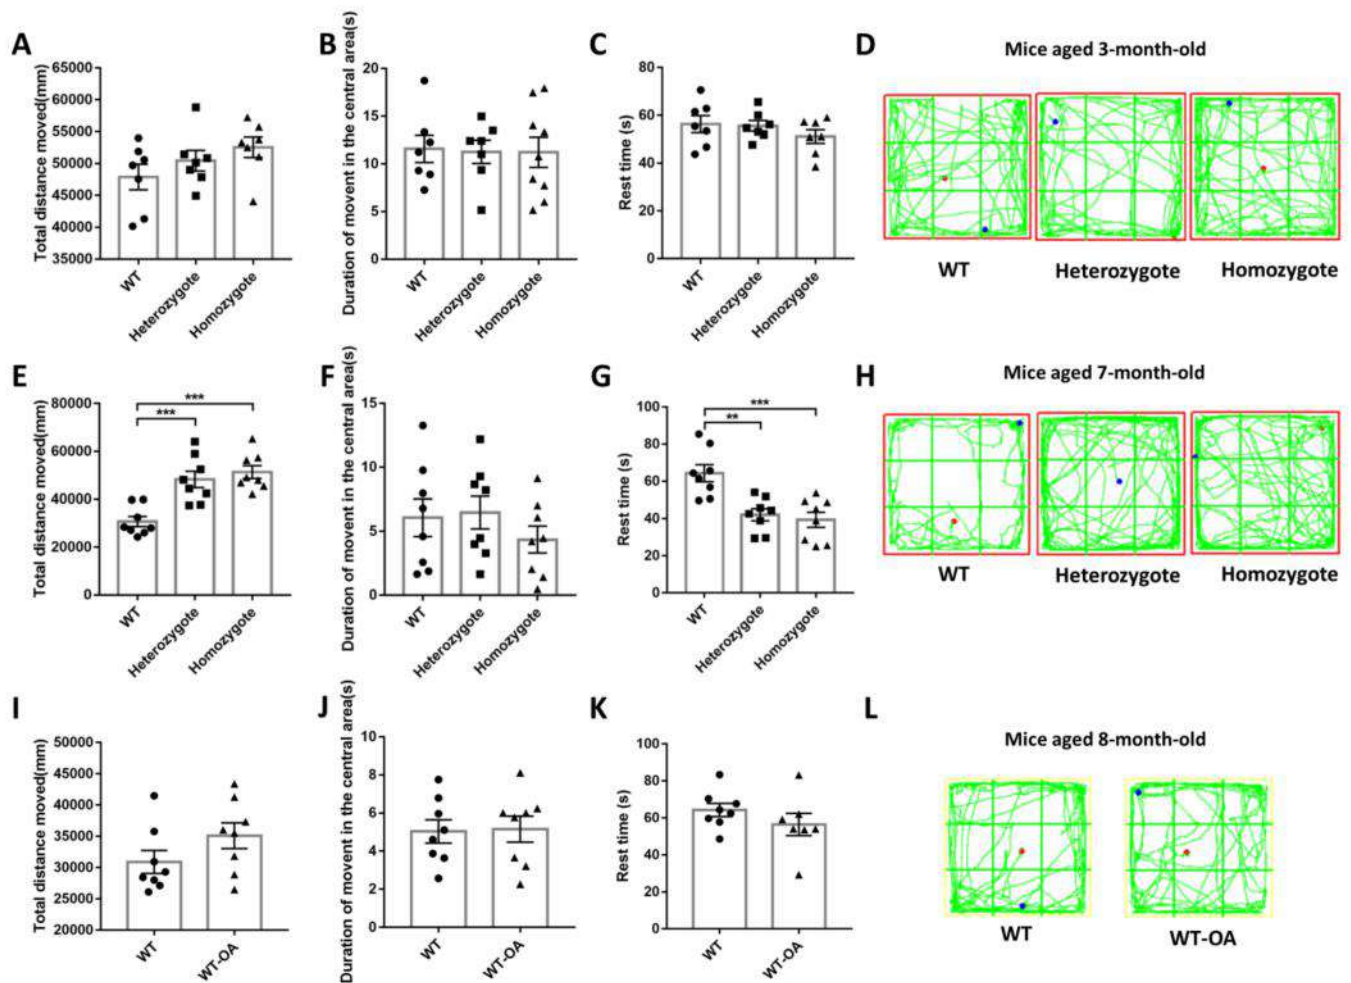 A
Total distance moved(mm)
65000
60000
55000
50000
45000
40000
35000
WT
Heterozygote
Homozygote
B
Duration of movent in the central area(s)
20
15
10
5
0
WT
Heterozygote
Homozygote
C
Rest time (s)
80
60
40
20
0
WT
Heterozygote
Homozygote
D
Mice aged 3-month-old
WT
Heterozygote
Homozygote
E
Total distance moved(mm)
80000
60000
40000
20000
0
***
***
WT
Heterozygote
Homozygote
F
Duration of movent in the central area(s)
15
10
5
0
WT
Heterozygote
Homozygote
G
Rest time (s)
100
80
60
40
20
0
***
**
WT
Heterozygote
Homozygote
H
Mice aged 7-month-old
WT
Heterozygote
Homozygote
I
Total distance moved(mm)
50000
45000
40000
35000
30000
25000
20000
WT
WT-OA
J
Duration of movent in the central area(s)
10
8
6
4
2
0
WT
WT-OA
K
Rest time (s)
100
80
60
40
20
0
WT
WT-OA
L
Mice aged 8-month-old
WT
WT-OA